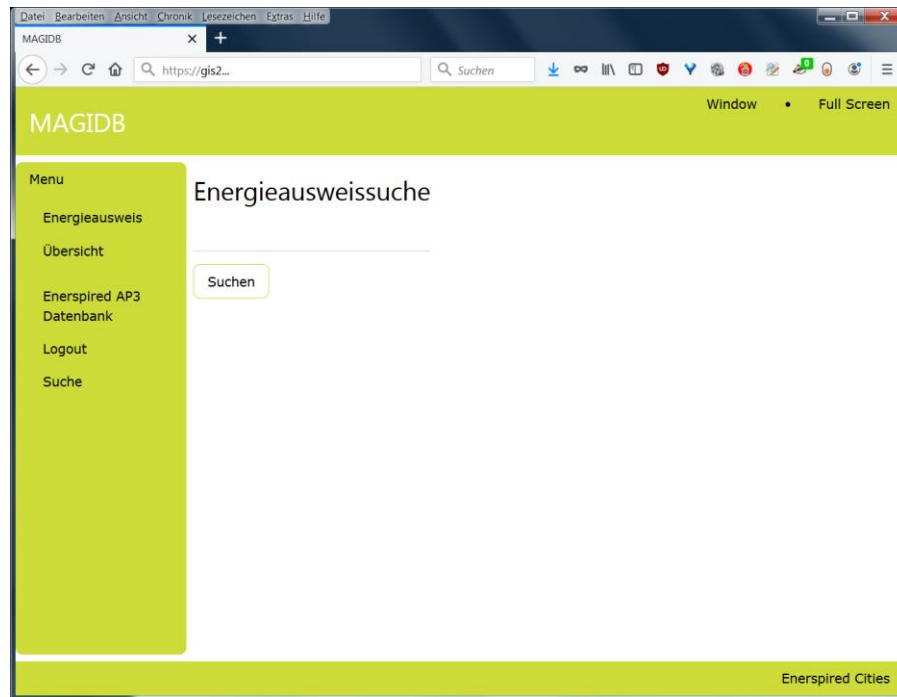 Datei Bearbeiten Ansicht Chronik Lesezeichen Extras Hilfe
MAGIDB
https://gis2...
Suchen
0
Window • Full Screen
MAGIDB
Menu
Energieausweis
Übersicht
Enerspired AP3
Datenbank
Logout
Suche
Energieausweissuche
Suchen
Enerspired Cities